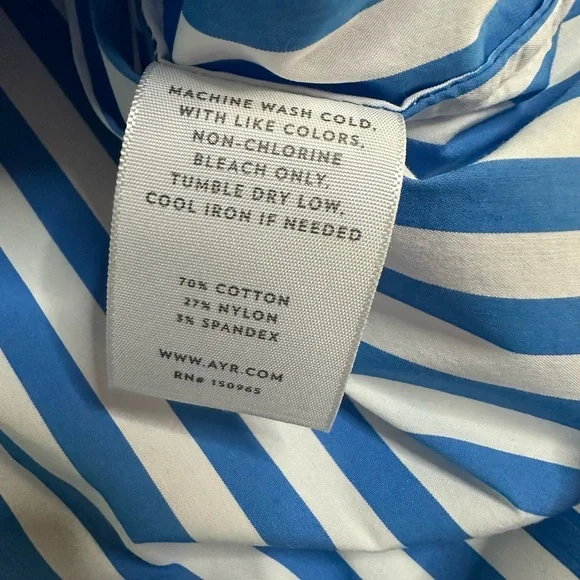 MACHINE WASH COLD,
WITH LIKE COLORS,
NON-CHLORINE
BLEACH ONLY,
TUMBLE DRY LOW,
COOL IRON IF NEEDED
70% COTTON
27% NYLON
3% SPANDEX
WWW.AYR.COM
RN# 150965